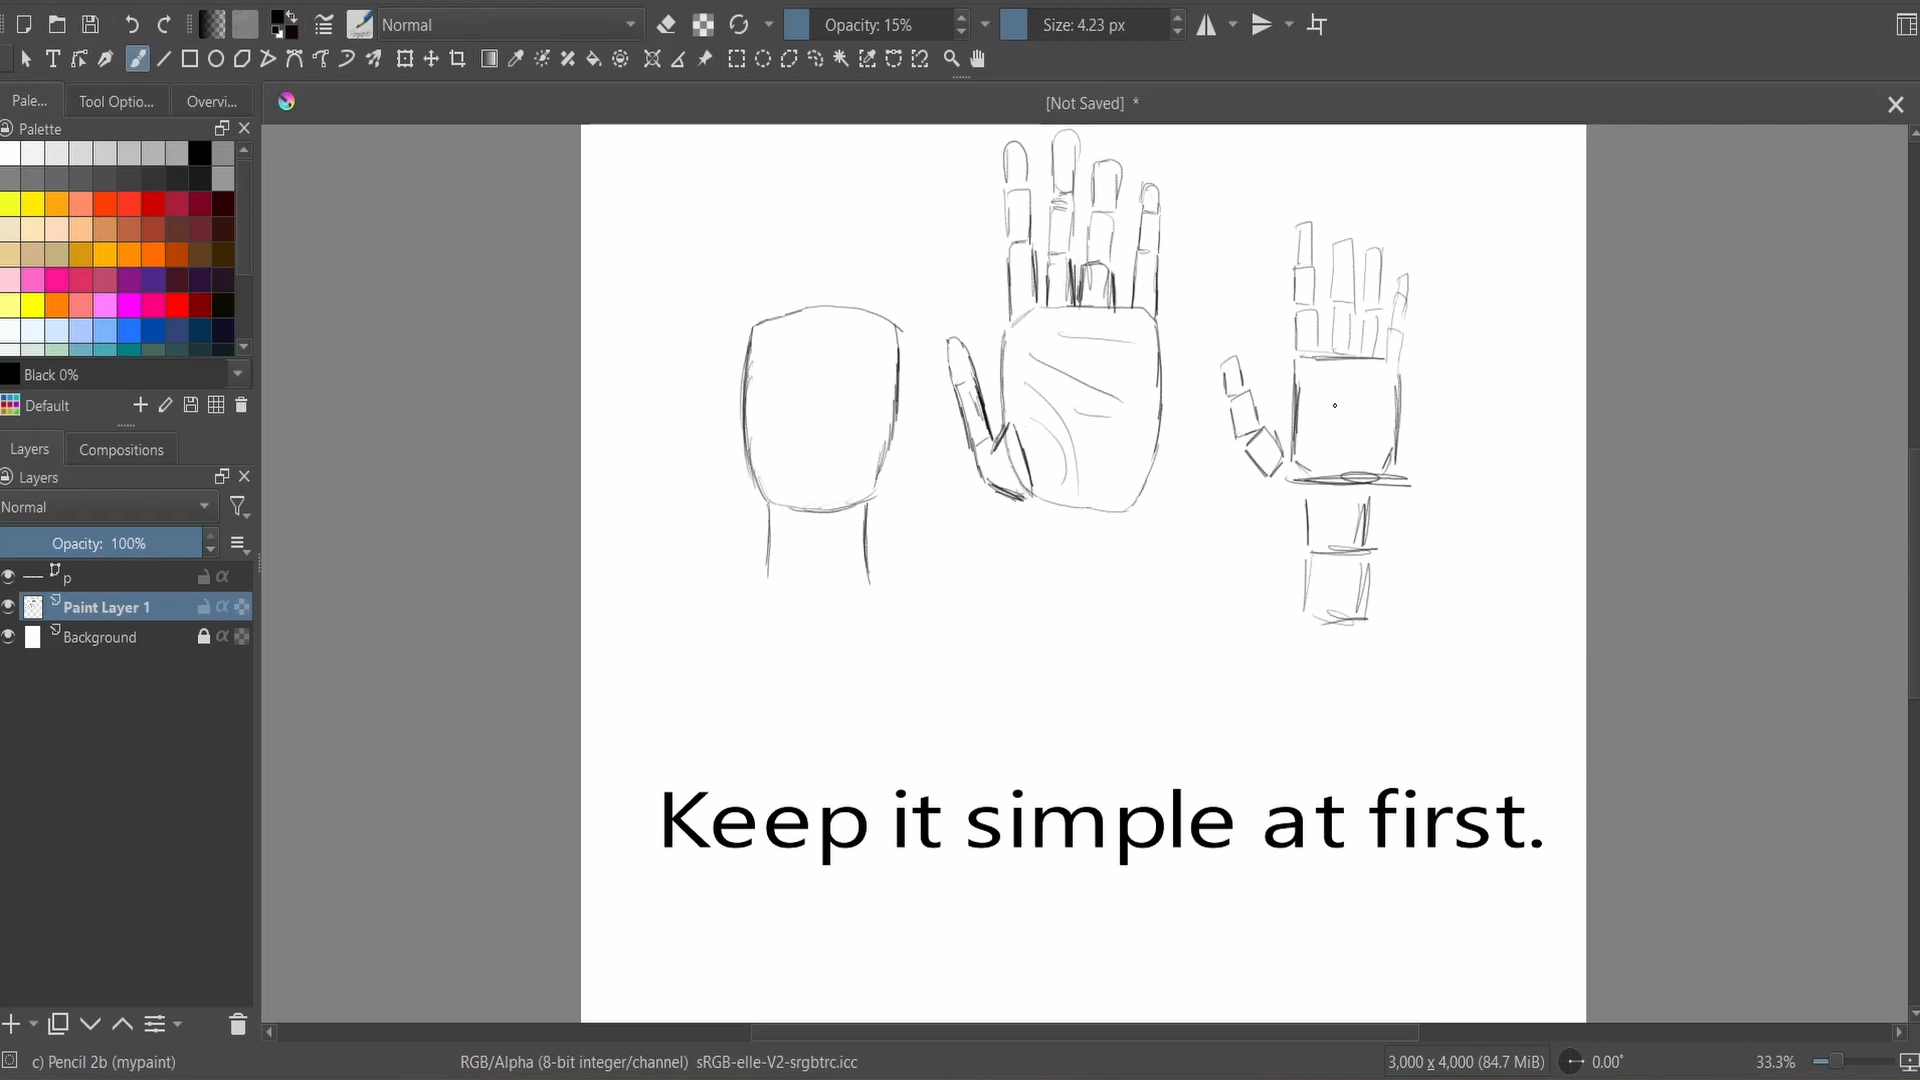 Normal
Opacity: 15%
Size: 4.23 px
Pale...
Tool Optio...
Overvi...
[Not Saved] *
Palette
Black 0%
Default
Layers
Compositions
Layers
Normal
Opacity: 100%
p
Paint Layer 1
Background
Keep it simple at first.
c) Pencil 2b (mypaint)
RGB/Alpha (8-bit integer/channel) sRGB-elle-V2-srgbtrc.icc
3,000 x 4,000 (84.7 MiB)
0.00°
33.3%